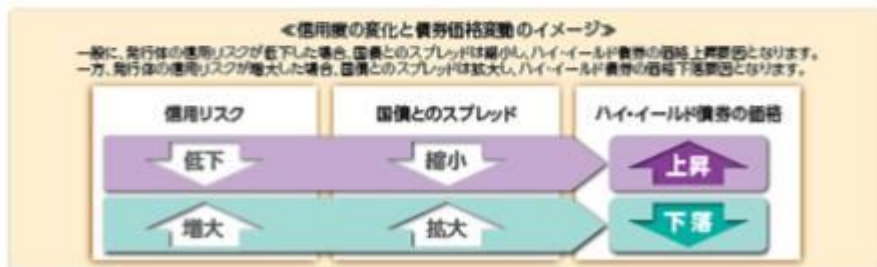 ≪信用度の変化と債券価格変動のイメージ≫
一般に、発行体の信用リスクが低下した場合、国債とのスプレッドは縮小し、ハイ・イールド債券の価格上昇要因となります。
一方、発行体の信用リスクが増大した場合、国債とのスプレッドは拡大し、ハイ・イールド債券の価格下落要因となります。
信用リスク 国債とのスプレッド ハイ・イールド債券の価格
低下 縮小 上昇
増大 拡大 下落